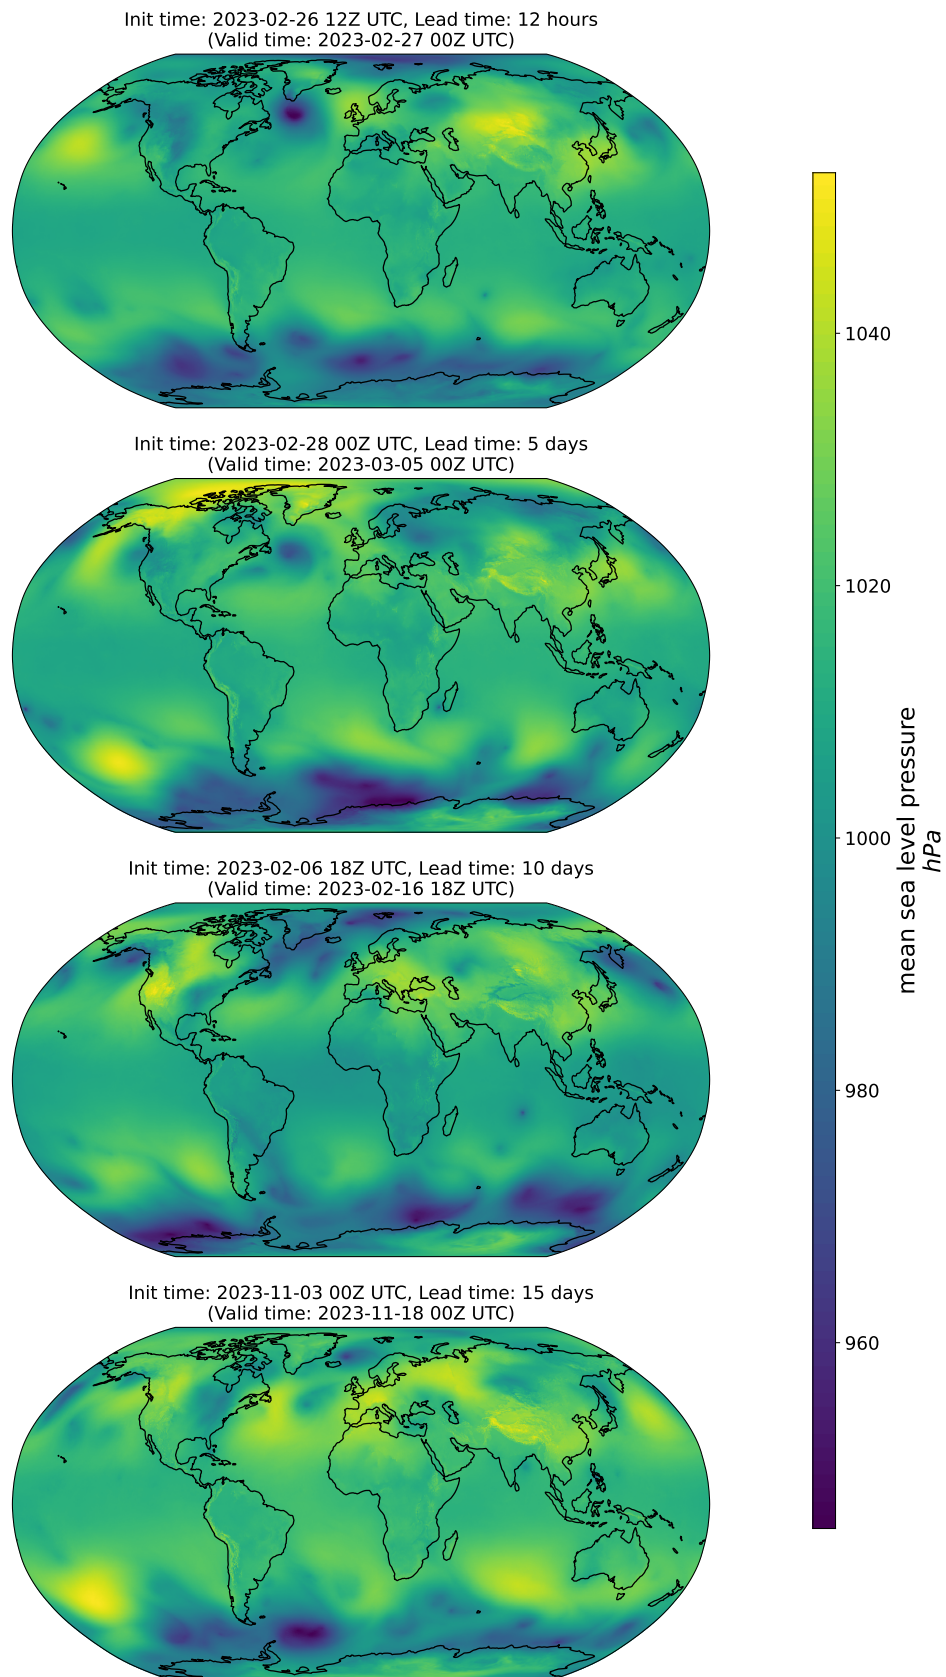 Init time: 2023-02-26 12Z UTC, Lead time: 12 hours
(Valid time: 2023-02-27 00Z UTC)
Init time: 2023-02-28 00Z UTC, Lead time: 5 days
(Valid time: 2023-03-05 00Z UTC)
Init time: 2023-02-06 18Z UTC, Lead time: 10 days
(Valid time: 2023-02-16 18Z UTC)
Init time: 2023-11-03 00Z UTC, Lead time: 15 days
(Valid time: 2023-11-18 00Z UTC)
1040
1020
1000
980
960
mean sea level pressure
hPa